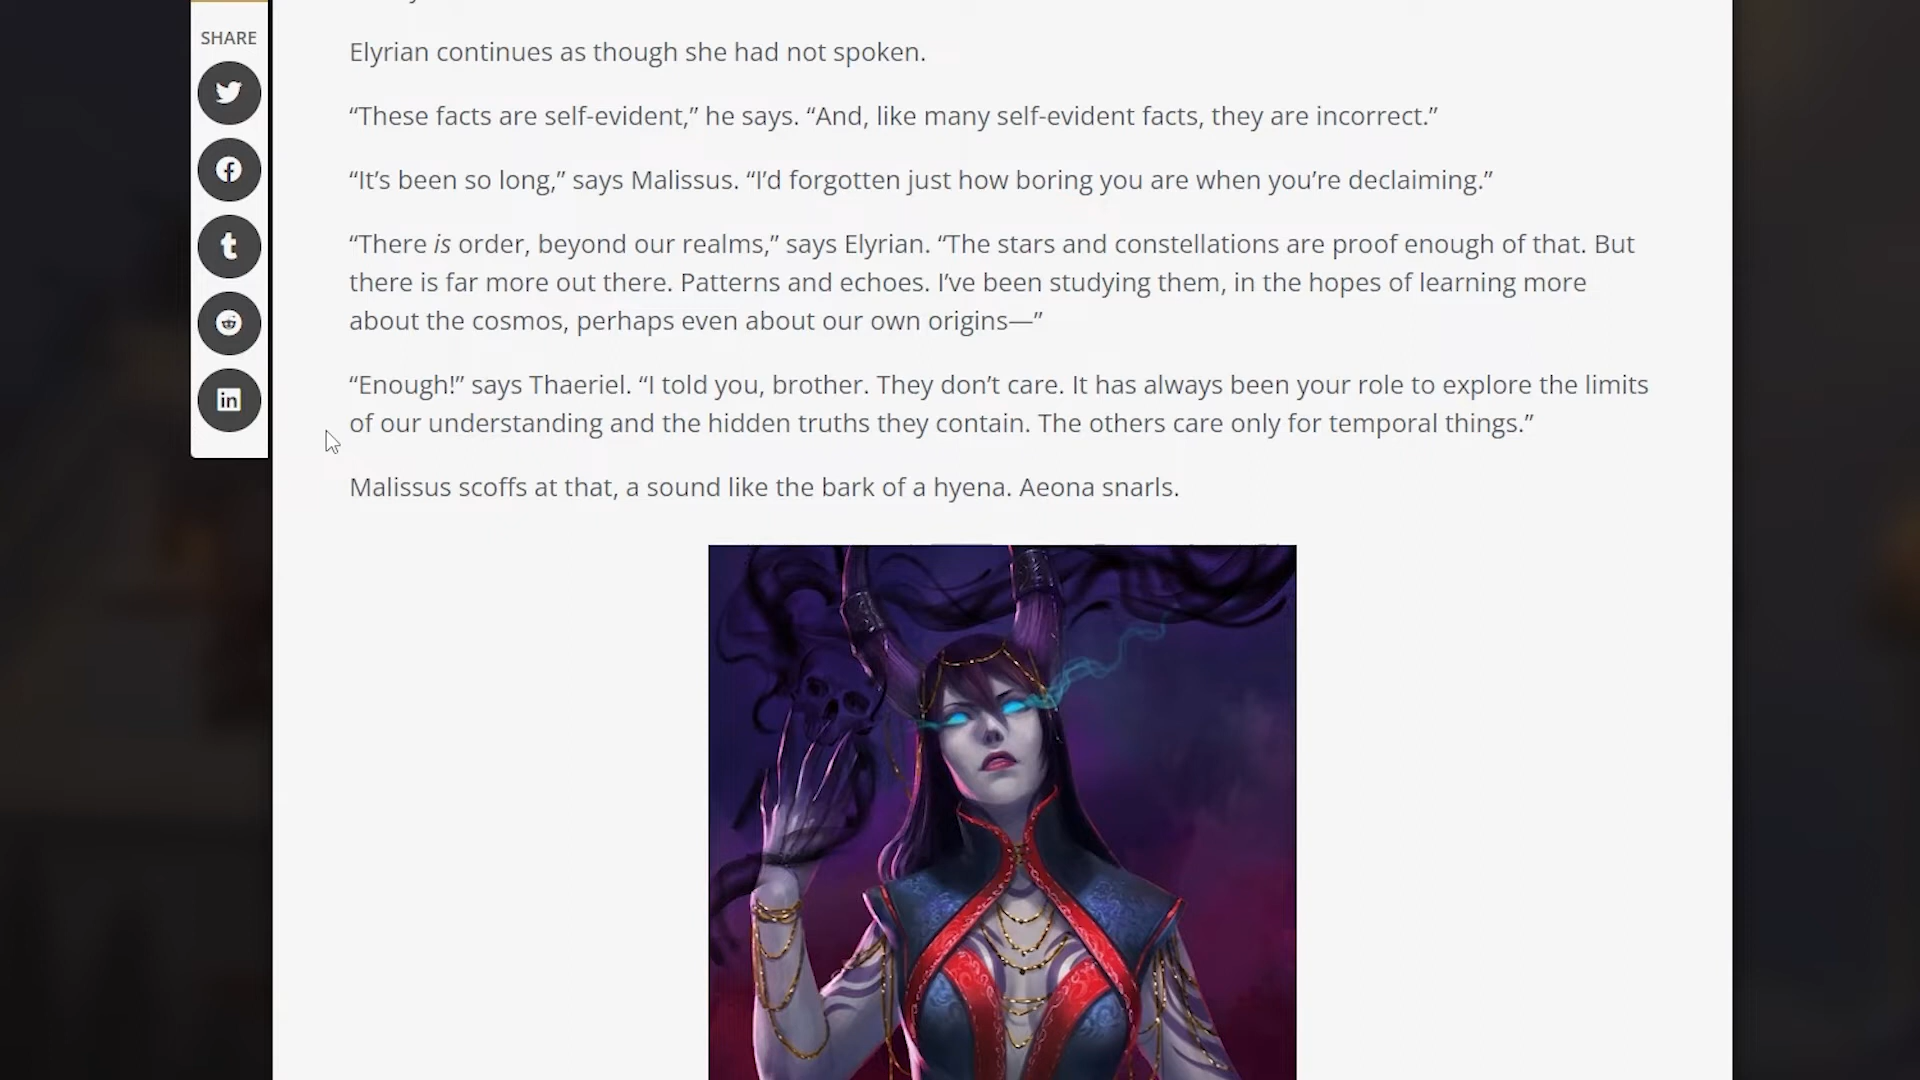 SHARE
Elyrian continues as though she had not spoken.
“These facts are self-evident,” he says. “And, like many self-evident facts, they are incorrect.”
“It’s been so long,” says Malissus. “I’d forgotten just how boring you are when you’re declaiming.”
“There is order, beyond our realms,” says Elyrian. “The stars and constellations are proof enough of that. But
there is far more out there. Patterns and echoes. I’ve been studying them, in the hopes of learning more
about the cosmos, perhaps even about our own origins—”
“Enough!” says Thaeriel. “I told you, brother. They don’t care. It has always been your role to explore the limits
of our understanding and the hidden truths they contain. The others care only for temporal things.”
Malissus scoffs at that, a sound like the bark of a hyena. Aeona snarls.